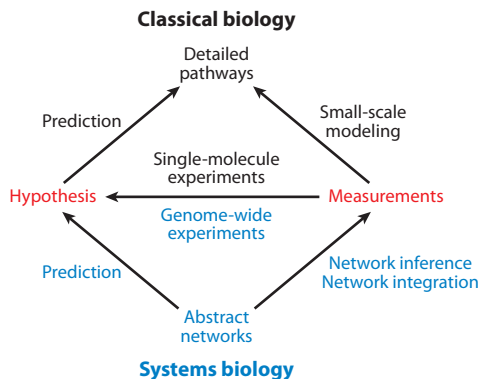 Classical biology
Detailed
pathways
Prediction
Small-scale
modeling
Single-molecule
experiments
Hypothesis
Measurements
Genome-wide
experiments
Prediction
Network inference
Network integration
Abstract
networks
Systems biology